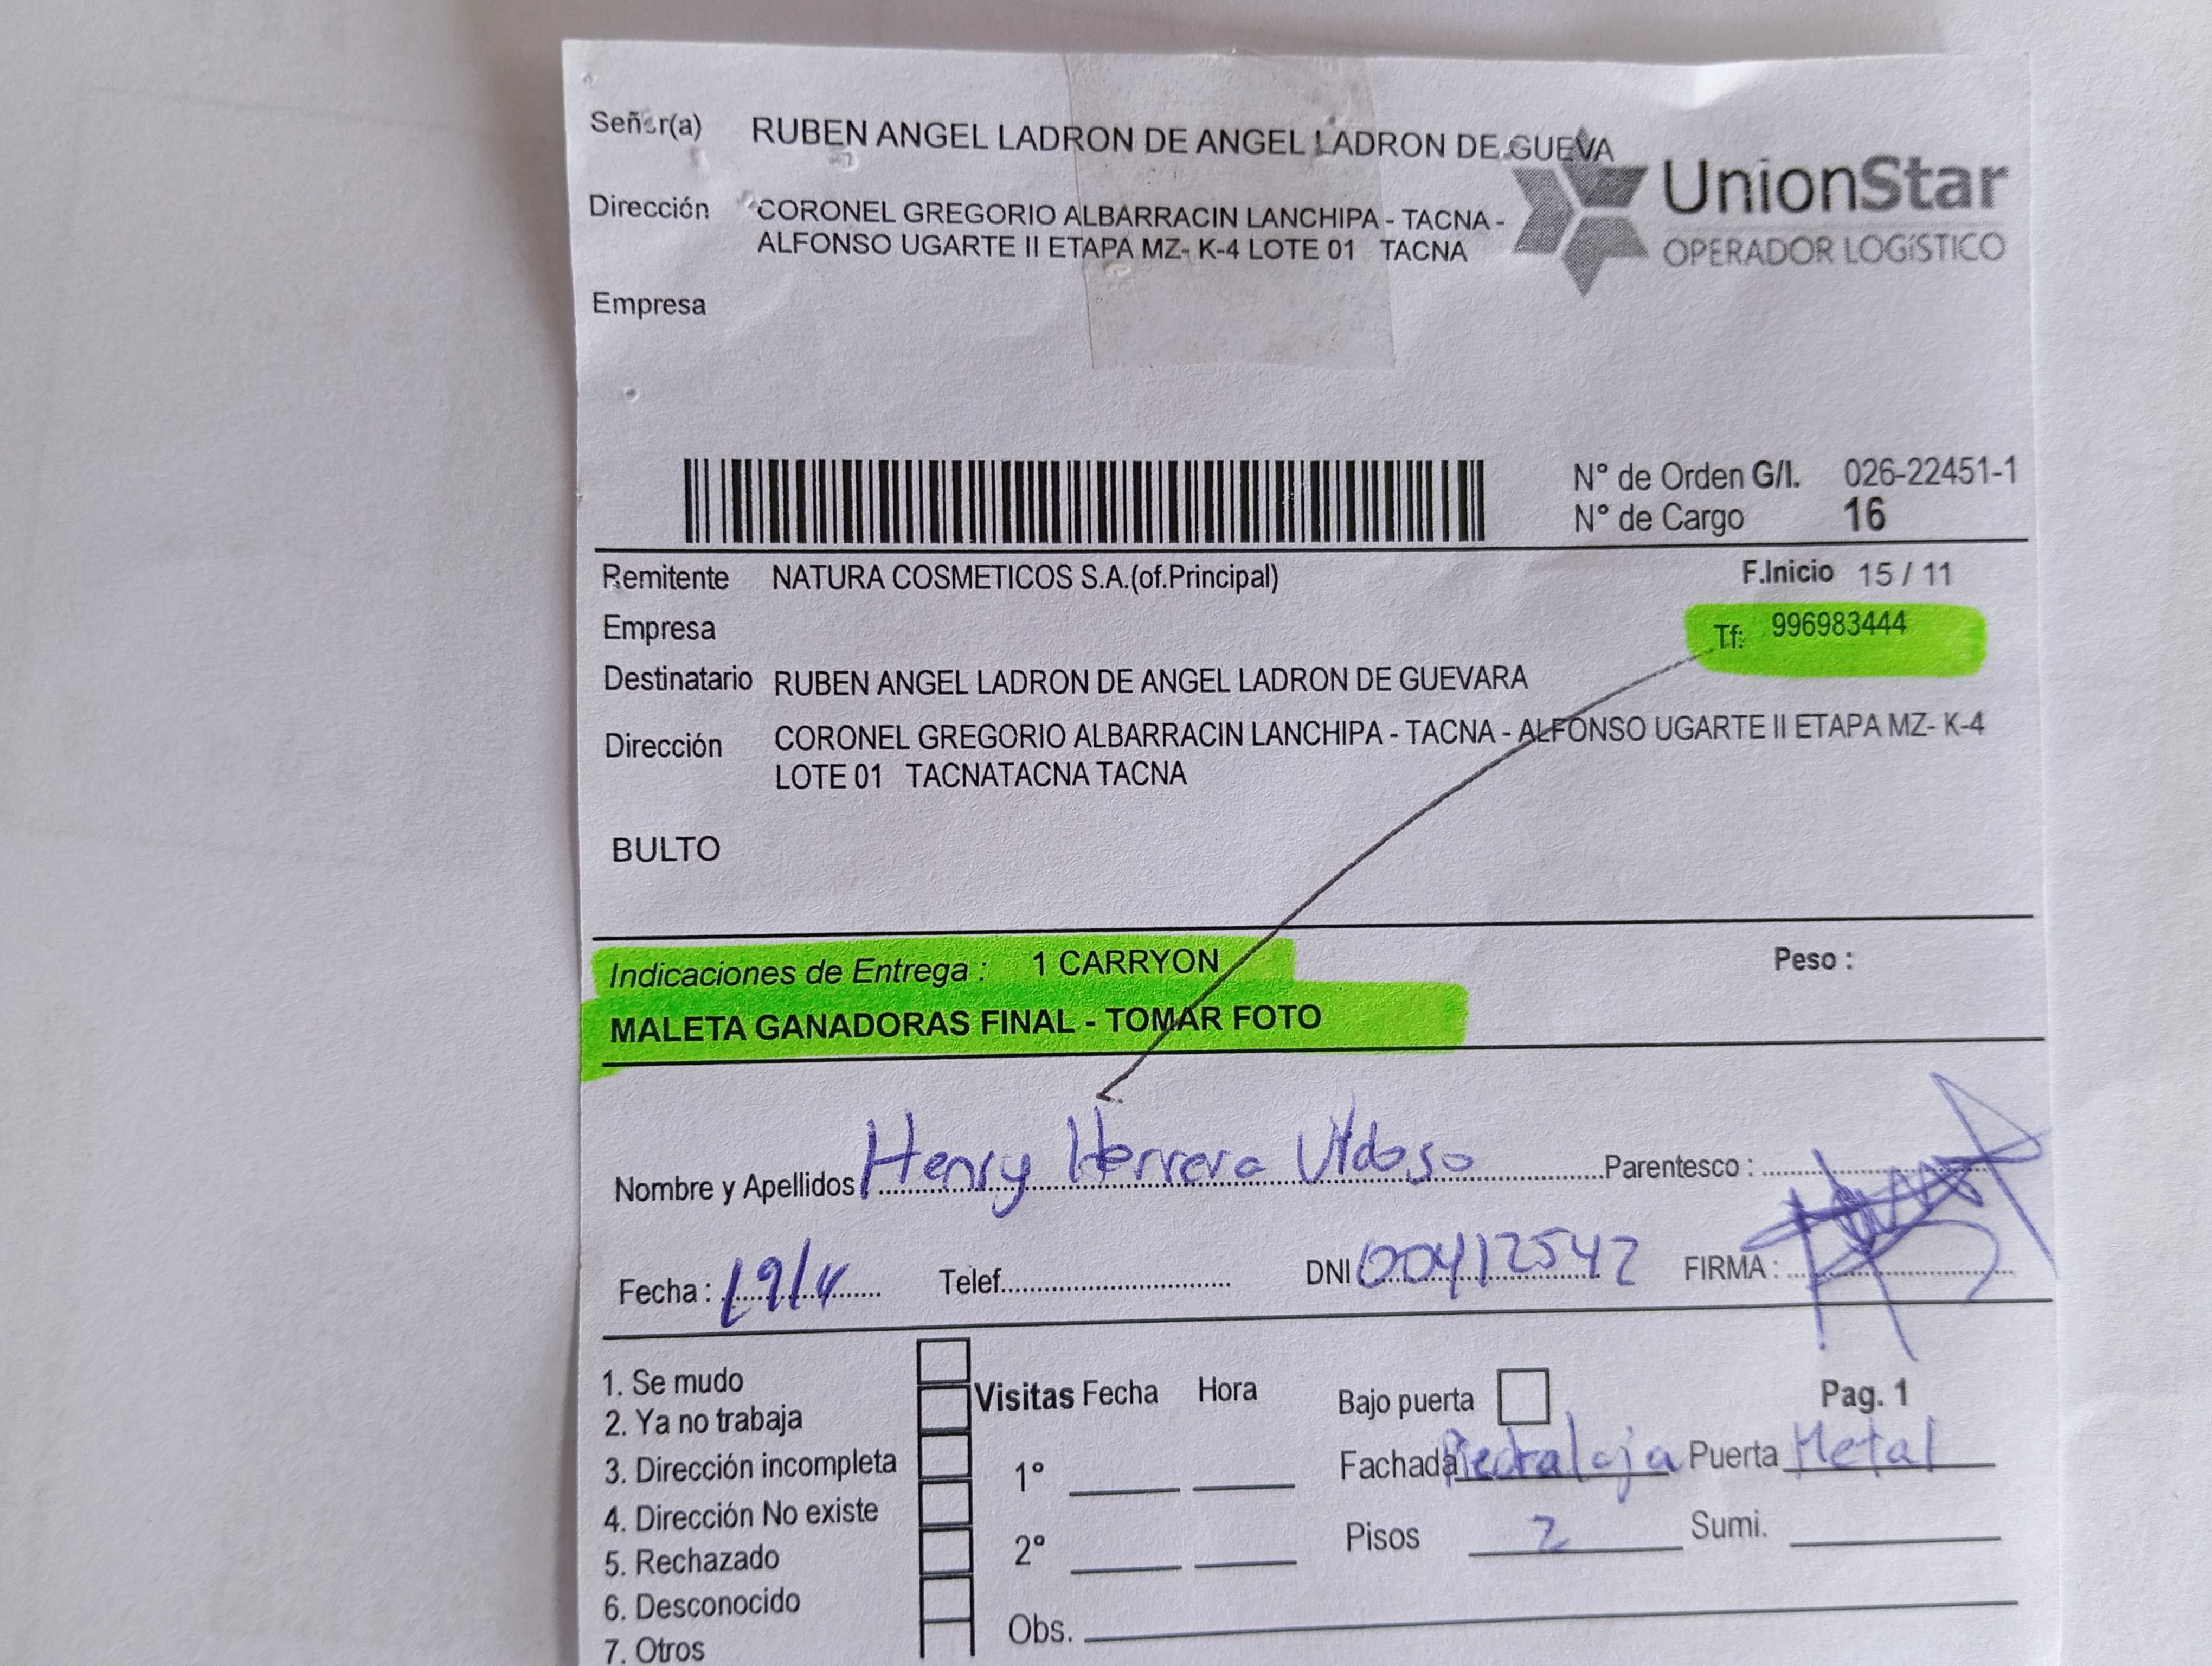 Señor(a) RUBEN ANGEL LADRON DE ANGEL LADRON DE GUEVA
UnionStar
OPERADOR LOGíSTICO
Dirección CORONEL GREGORIO ALBARRACIN LANCHIPA - TACNA -
ALFONSO UGARTE II ETAPA MZ- K-4 LOTE 01 TACNA
Empresa
N° de Orden G/I. 026-22451-1
N° de Cargo 16
Remitente NATURA COSMETICOS S.A.(of.Principal) F.Inicio 15 / 11
Empresa Tf: 996983444
Destinatario RUBEN ANGEL LADRON DE ANGEL LADRON DE GUEVARA
Dirección CORONEL GREGORIO ALBARRACIN LANCHIPA - TACNA - ALFONSO UGARTE II ETAPA MZ- K-4
LOTE 01 TACNATACNA TACNA
BULTO
Indicaciones de Entrega : 1 CARRYON Peso :
MALETA GANADORAS FINAL - TOMAR FOTO
Nombre y Apellidos Henry Herrera Parentesco :
Fecha : Telef. DNI 00412542 FIRMA :
1. Se mudo
2. Ya no trabaja
3. Dirección incompleta
4. Dirección No existe
5. Rechazado
6. Desconocido
7. Otros
Visitas Fecha Hora
1°
2°
Obs.
Bajo puerta Pag. 1
Fachada Piedra laja Puerta Metal
Pisos 2 Sumi.